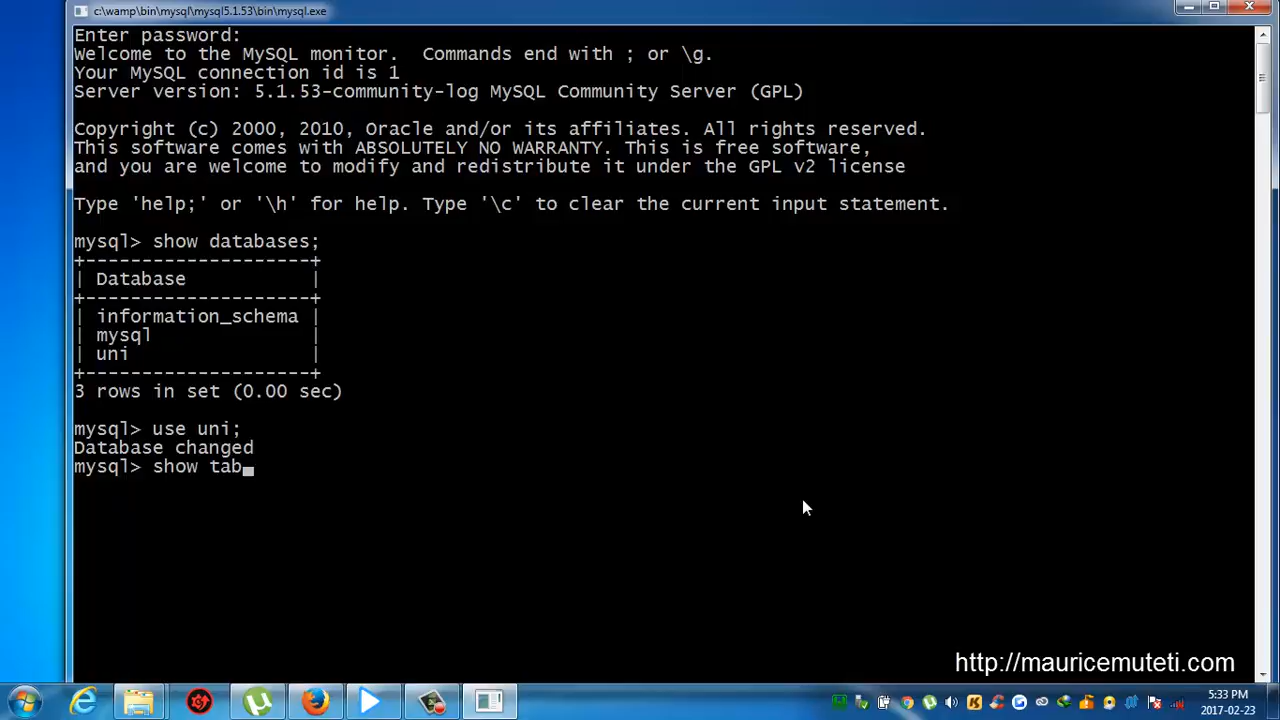 c:\wamp\bin\mysql\mysql5.1.53\bin\mysql.exe
Enter password:
Welcome to the MySQL monitor.  Commands end with ; or \g.
Your MySQL connection id is 1
Server version: 5.1.53-community-log MySQL Community Server (GPL)
Copyright (c) 2000, 2010, Oracle and/or its affiliates. All rights reserved.
This software comes with ABSOLUTELY NO WARRANTY. This is free software,
and you are welcome to modify and redistribute it under the GPL v2 license
Type 'help;' or '\h' for help. Type '\c' to clear the current input statement.
mysql> show databases;
+--------------------+
| Database           |
+--------------------+
| information_schema |
| mysql              |
| uni                |
+--------------------+
3 rows in set (0.00 sec)
mysql> use uni;
Database changed
mysql> show tab_
http://mauricemuteti.com
5:33 PM
2017-02-23